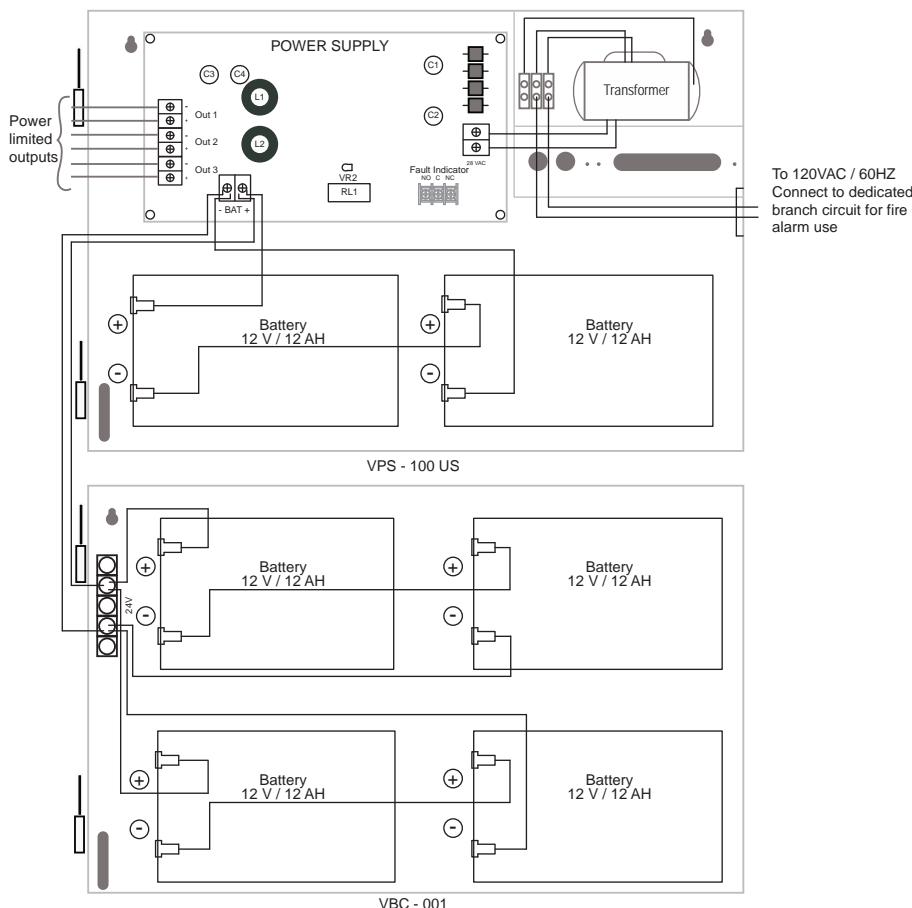 POWER SUPPLY
C1
C3
C4
C2
L1
L2
Transformer
Power
limited
outputs
-
Out 1
+
-
Out 2
+
-
Out 3
+
28 VAC
VR2
RL1
Fault Indicator
NO C NC
- BAT +
To 120VAC / 60HZ
Connect to dedicated
branch circuit for fire
alarm use
+
Battery
12 V / 12 AH
-
+
Battery
12 V / 12 AH
-
VPS - 100 US
+
Battery
12 V / 12 AH
-
+
Battery
12 V / 12 AH
-
24V
+
Battery
12 V / 12 AH
-
+
Battery
12 V / 12 AH
-
VBC - 001